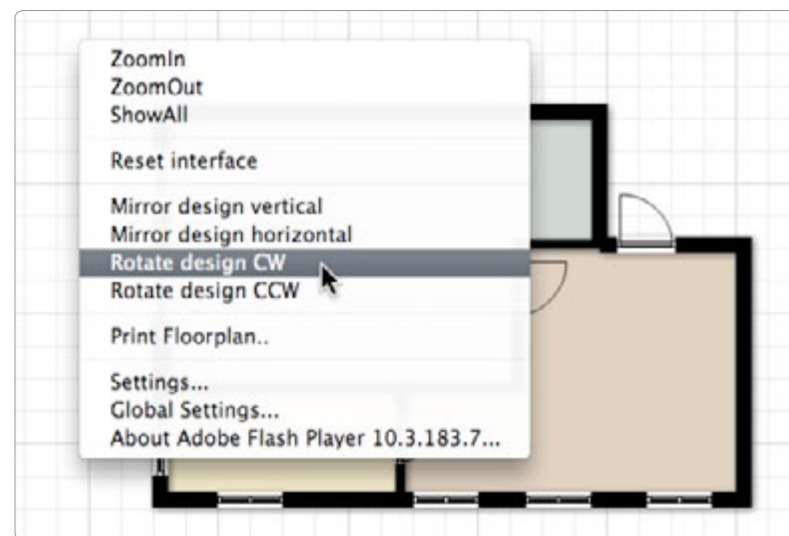 ZoomIn
ZoomOut
ShowAll
Reset interface
Mirror design vertical
Mirror design horizontal
Rotate design CW
Rotate design CCW
Print Floorplan..
Settings...
Global Settings...
About Adobe Flash Player 10.3.183.7...